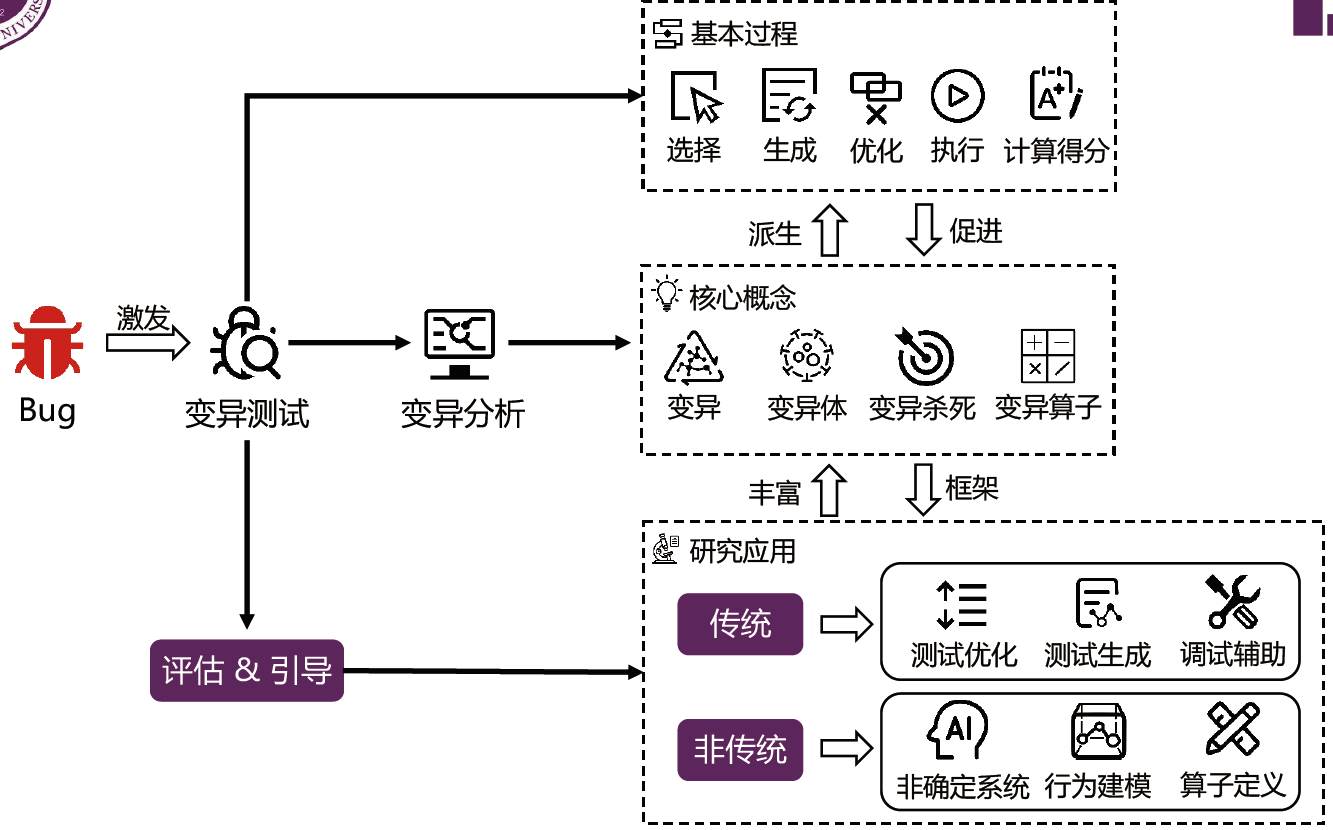 NIVERS
2
基本过程
选择 生成 优化 执行 计算得分
A+
派生 促进
核心概念
激发
变异 变异体 变异杀死 变异算子
Bug 变异测试 变异分析
丰富 框架
研究应用
传统
测试优化 测试生成 调试辅助
评估 & 引导
AI
非传统
非确定系统 行为建模 算子定义